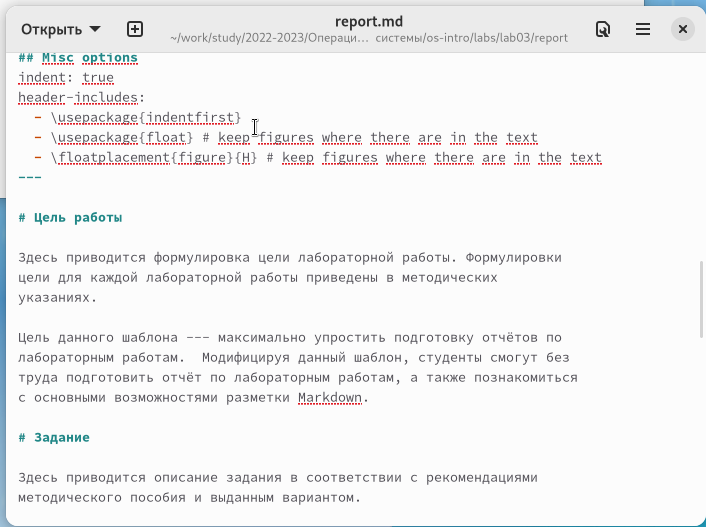 Открыть
report.md
~/work/study/2022-2023/Операци… системы/os-intro/labs/lab03/report
## Misc options
indent: true
header-includes:
  - \usepackage{indentfirst}
  - \usepackage{float} # keep figures where there are in the text
  - \floatplacement{figure}{H} # keep figures where there are in the text
---
# Цель работы
Здесь приводится формулировка цели лабораторной работы. Формулировки
цели для каждой лабораторной работы приведены в методических
указаниях.
Цель данного шаблона --- максимально упростить подготовку отчётов по
лабораторным работам.  Модифицируя данный шаблон, студенты смогут без
труда подготовить отчёт по лабораторным работам, а также познакомиться
с основными возможностями разметки Markdown.
# Задание
Здесь приводится описание задания в соответствии с рекомендациями
методического пособия и выданным вариантом.